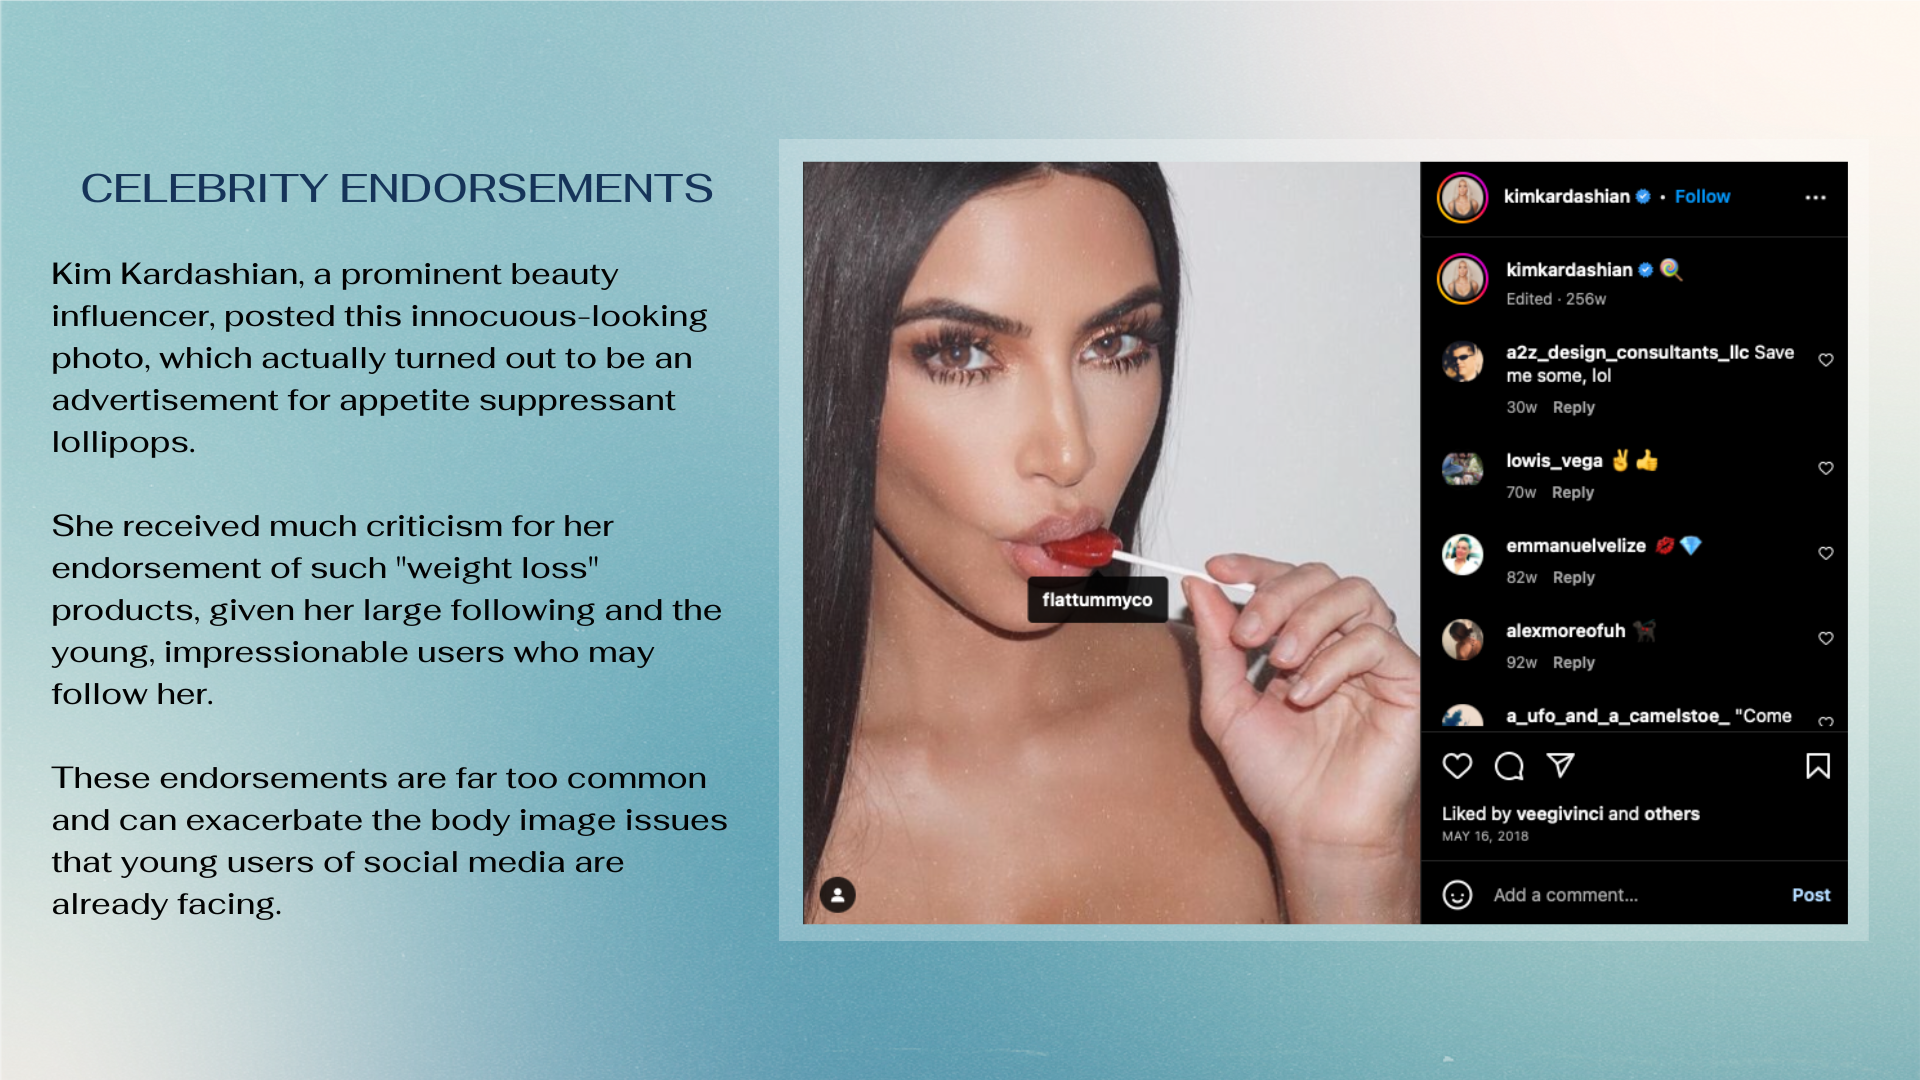 CELEBRITY ENDORSEMENTS
Kim Kardashian, a prominent beauty
influencer, posted this innocuous-looking
photo, which actually turned out to be an
advertisement for appetite suppressant
lollipops.
She received much criticism for her
endorsement of such "weight loss"
products, given her large following and the
young, impressionable users who may
follow her.
These endorsements are far too common
and can exacerbate the body image issues
that young users of social media are
already facing.
flattummyco
kimkardashian • Follow
kimkardashian 🍭
Edited · 256w
a2z_design_consultants_llc Save
me some, lol
30w Reply
lowis_vega ✌️👍
70w Reply
emmanuelvelize 💋💎
82w Reply
alexmoreofuh 🐈‍⬛
92w Reply
a_ufo_and_a_camelstoe_ "Come
Liked by veegivinci and others
MAY 16, 2018
Add a comment... Post